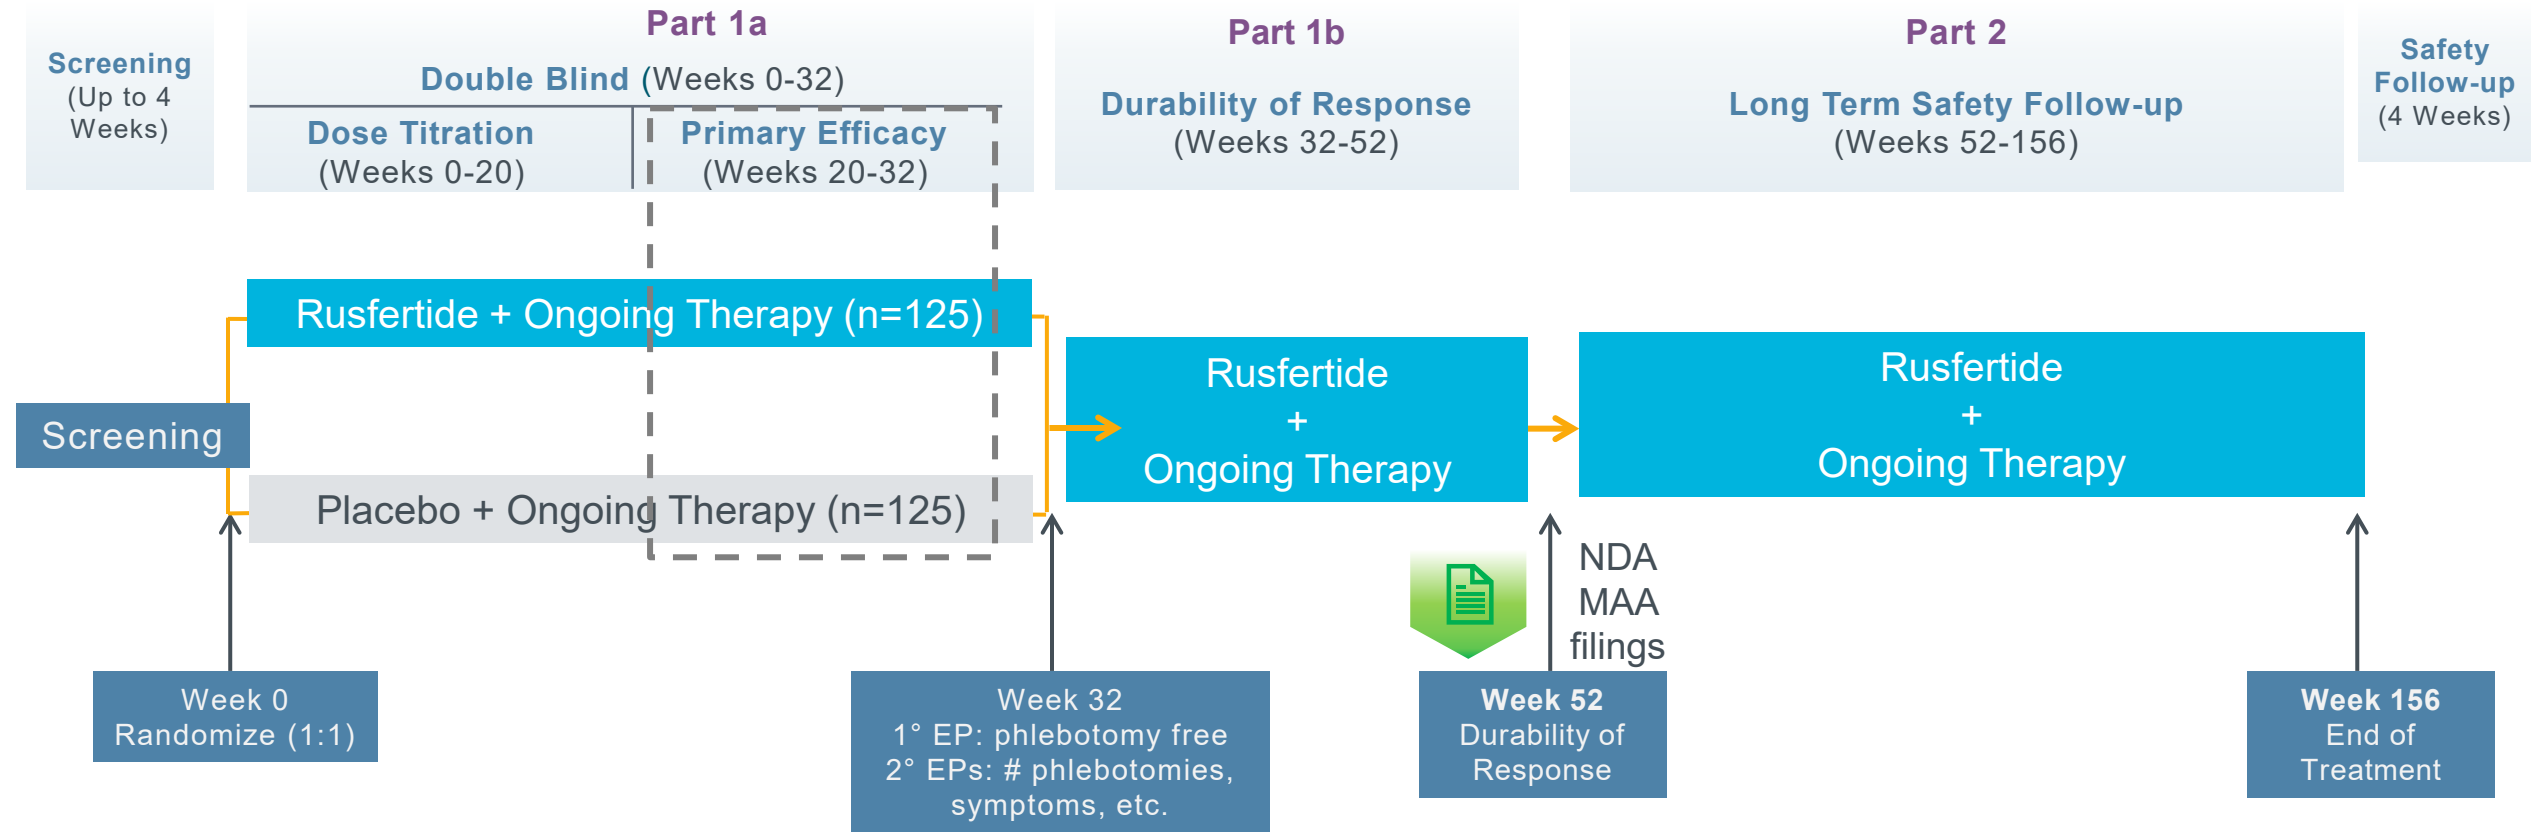 Screening
(Up to 4
Weeks)
Part 1a
Double Blind (Weeks 0-32)
Dose Titration
(Weeks 0-20)
Primary Efficacy
(Weeks 20-32)
Part 1b
Durability of Response
(Weeks 32-52)
Part 2
Long Term Safety Follow-up
(Weeks 52-156)
Safety
Follow-up
(4 Weeks)
Screening
Rusfertide + Ongoing Therapy (n=125)
Placebo + Ongoing Therapy (n=125)
Rusfertide
+
Ongoing Therapy
Rusfertide
+
Ongoing Therapy
NDA
MAA
filings
Week 0
Randomize (1:1)
Week 32
1° EP: phlebotomy free
2° EPs: # phlebotomies,
symptoms, etc.
Week 52
Durability of
Response
Week 156
End of
Treatment